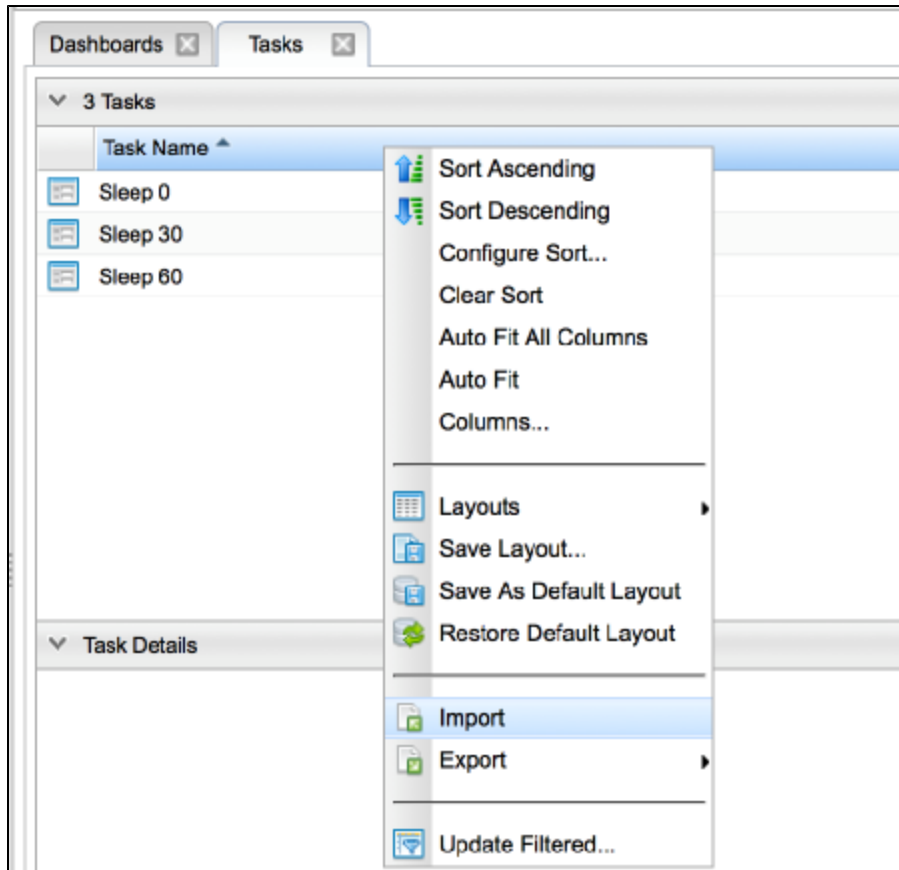 Dashboards Tasks
3 Tasks
Task Name
Sleep 0
Sleep 30
Sleep 60
Sort Ascending
Sort Descending
Configure Sort...
Clear Sort
Auto Fit All Columns
Auto Fit
Columns...
Layouts
Save Layout...
Save As Default Layout
Restore Default Layout
Import
Export
Update Filtered...
Task Details